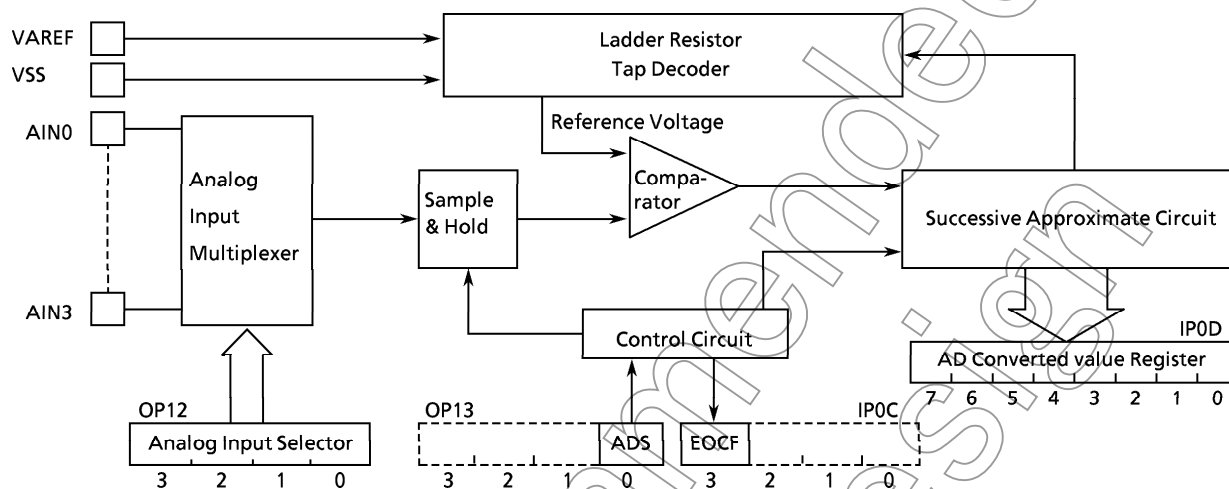 VAREF
VSS
AIN0
AIN3
Ladder Resistor
Tap Decoder
Reference Voltage
Analog
Input
Multiplexer
Sample
& Hold
Compa-
rator
Successive Approximate Circuit
Control Circuit
IP0D
AD Converted value Register
7 6 5 4 3 2 1 0
OP12
Analog Input Selector
3 2 1 0
OP13
ADS
3 2 1 0
IP0C
EOCF
3 2 1 0